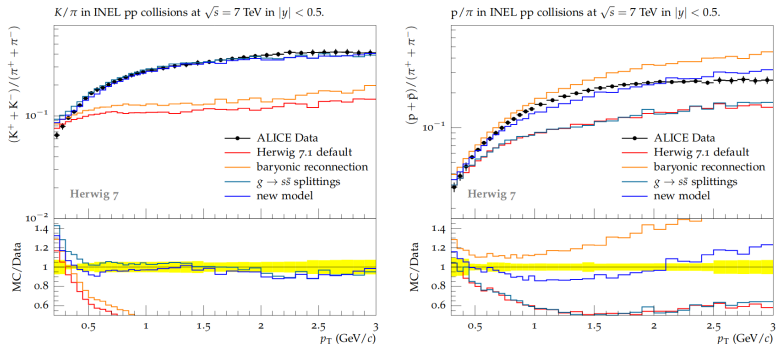 K/π in INEL pp collisions at √s = 7 TeV in |y| < 0.5.
(K⁺ + K⁻)/(π⁺ + π⁻)
10⁻¹
10⁻²
ALICE Data
Herwig 7.1 default
baryonic reconnection
g → ss̄ splittings
new model
Herwig 7
MC/Data
1.4
1.2
1
0.8
0.6
0.5 1 1.5 2 2.5 3
p_T (GeV/c)
p/π in INEL pp collisions at √s = 7 TeV in |y| < 0.5.
(p + p̄)/(π⁺ + π⁻)
10⁻¹
ALICE Data
Herwig 7.1 default
baryonic reconnection
g → ss̄ splittings
new model
Herwig 7
MC/Data
1.4
1.2
1
0.8
0.6
0.5 1 1.5 2 2.5 3
p_T (GeV/c)